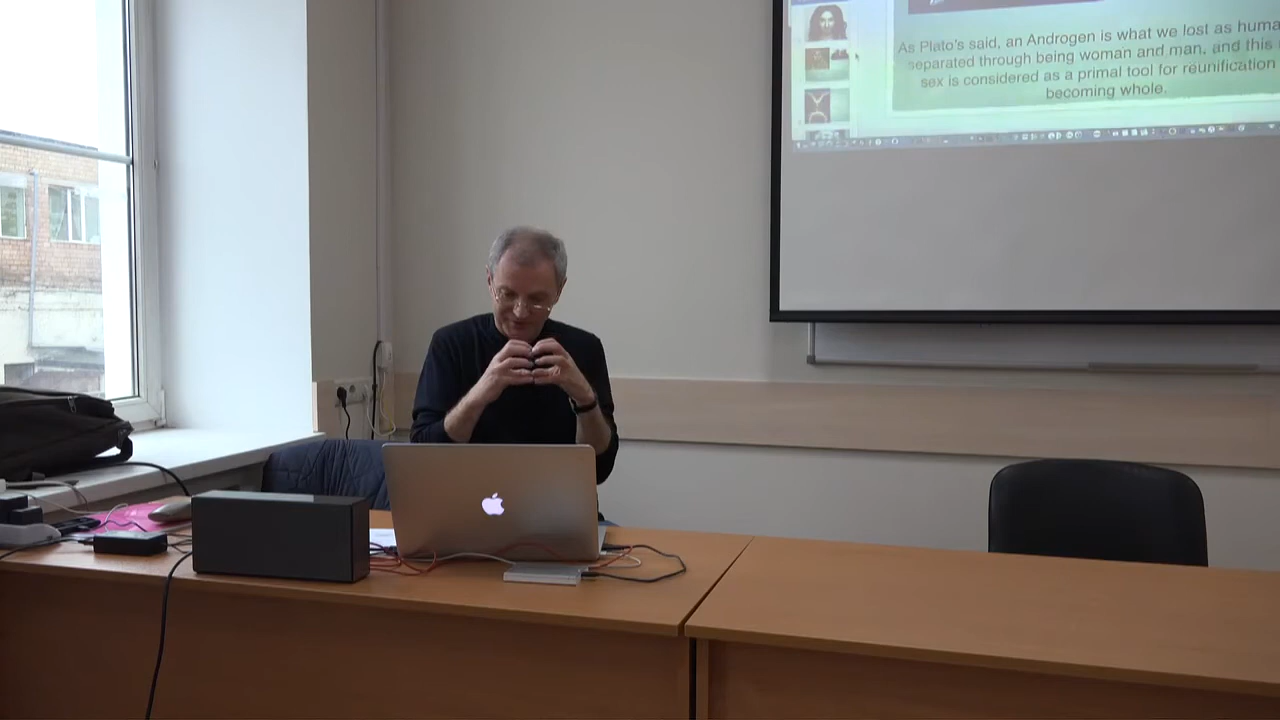 As Plato's said, an Androgen is what we lost as huma
separated through being woman and man, and this i
sex is considered as a primal tool for reunification
becoming whole.